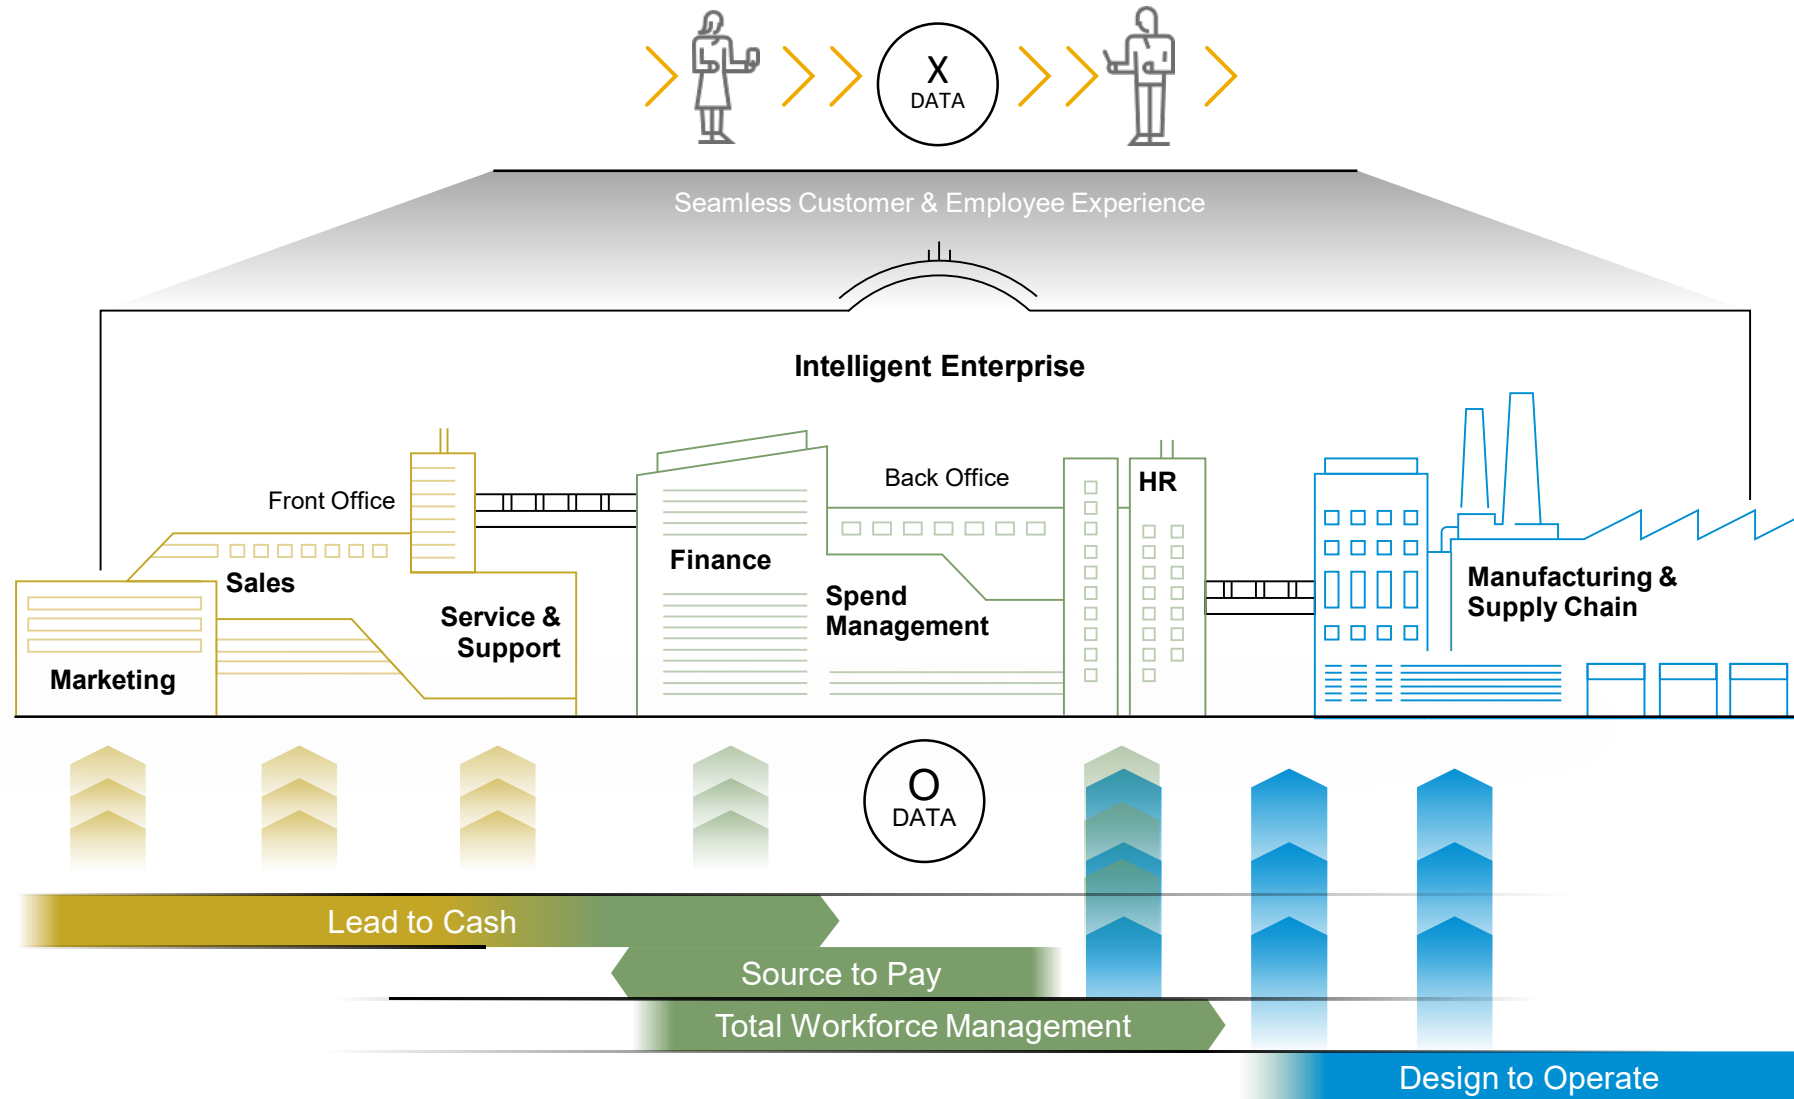 X
DATA
Seamless Customer & Employee Experience
Intelligent Enterprise
Front Office
Back Office
HR
Finance
Sales
Manufacturing &
Supply Chain
Spend
Management
Service &
Support
Marketing
O
DATA
Lead to Cash
Source to Pay
Total Workforce Management
Design to Operate